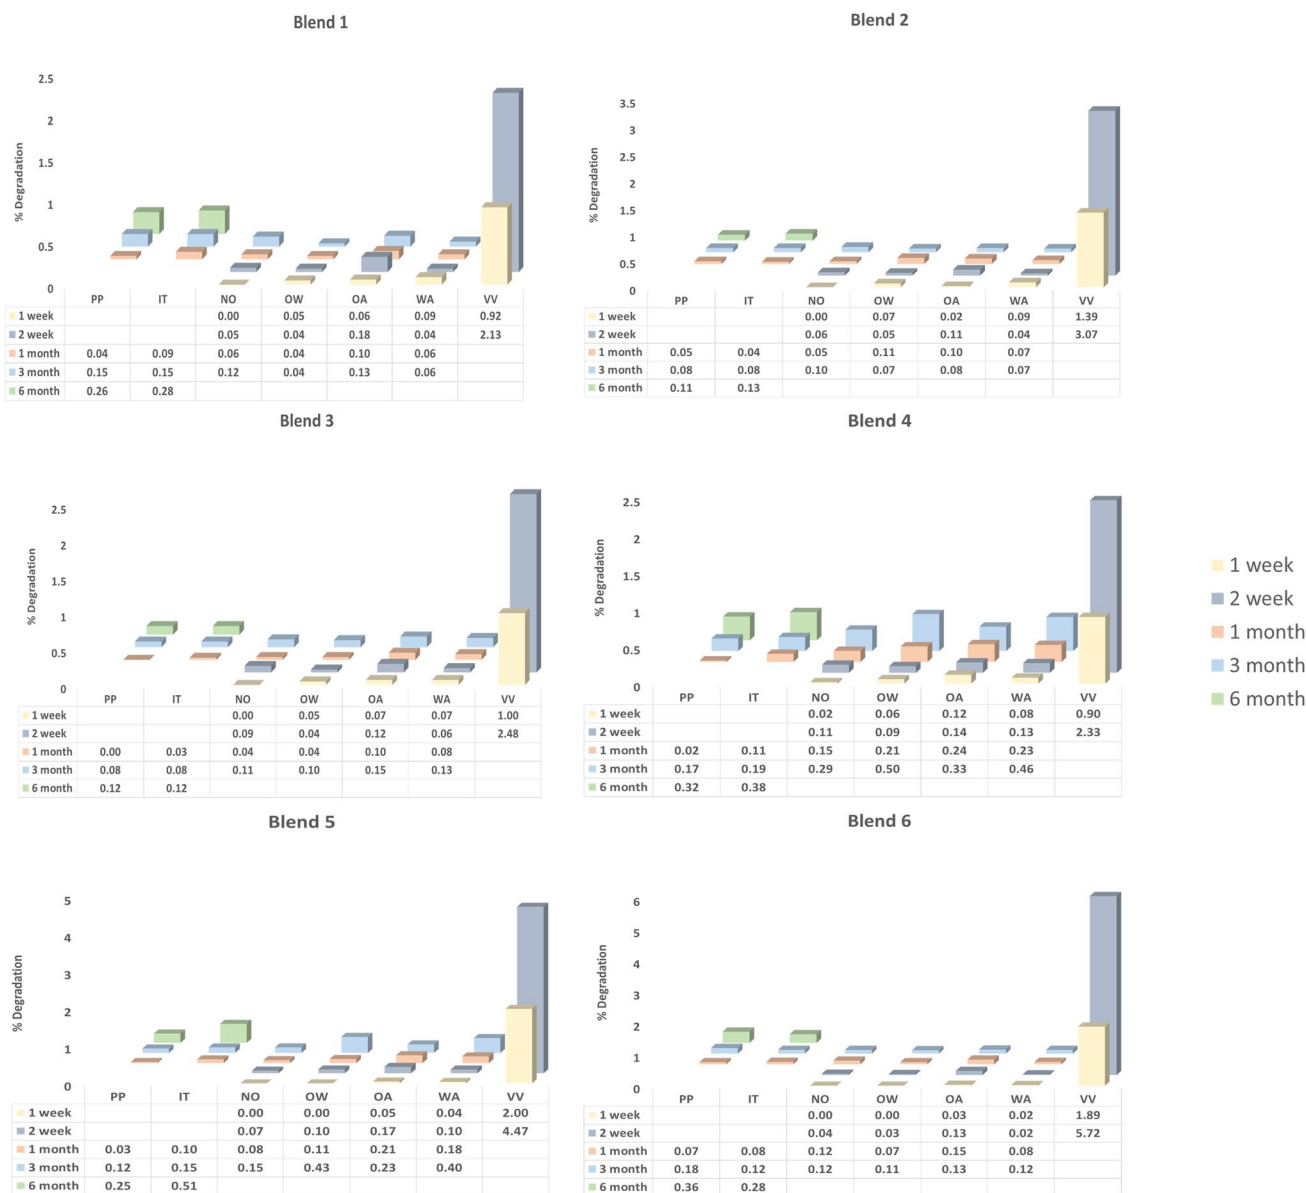 Blend 1
2.5
2
1.5
1
0.5
0
% Degradation
PP IT NO OW OA WA VV
1 week 0.00 0.05 0.06 0.09 0.92
2 week 0.05 0.04 0.18 0.04 2.13
1 month 0.04 0.09 0.06 0.04 0.10 0.06
3 month 0.15 0.15 0.12 0.04 0.13 0.06
6 month 0.26 0.28
Blend 2
3.5
3
2.5
2
1.5
1
0.5
0
% Degradation
PP IT NO OW OA WA VV
1 week 0.00 0.07 0.02 0.09 1.39
2 week 0.06 0.05 0.11 0.04 3.07
1 month 0.05 0.04 0.05 0.11 0.10 0.07
3 month 0.08 0.08 0.10 0.07 0.08 0.07
6 month 0.11 0.13
Blend 3
2.5
2
1.5
1
0.5
0
% Degradation
PP IT NO OW OA WA VV
1 week 0.00 0.05 0.07 0.07 1.00
2 week 0.09 0.04 0.12 0.06 2.48
1 month 0.00 0.03 0.04 0.04 0.10 0.08
3 month 0.08 0.08 0.11 0.10 0.15 0.13
6 month 0.12 0.12
Blend 4
2.5
2
1.5
1
0.5
0
% Degradation
PP IT NO OW OA WA VV
1 week 0.02 0.06 0.12 0.08 0.90
2 week 0.11 0.09 0.14 0.13 2.33
1 month 0.02 0.11 0.15 0.21 0.24 0.23
3 month 0.17 0.19 0.29 0.50 0.33 0.46
6 month 0.32 0.38
1 week
2 week
1 month
3 month
6 month
Blend 5
5
4
3
2
1
0
% Degradation
PP IT NO OW OA WA VV
1 week 0.00 0.00 0.05 0.04 2.00
2 week 0.07 0.10 0.17 0.10 4.47
1 month 0.03 0.10 0.08 0.11 0.21 0.18
3 month 0.12 0.15 0.15 0.43 0.23 0.40
6 month 0.25 0.51
Blend 6
6
5
4
3
2
1
0
% Degradation
PP IT NO OW OA WA VV
1 week 0.00 0.00 0.03 0.02 1.89
2 week 0.04 0.03 0.13 0.02 5.72
1 month 0.07 0.08 0.12 0.07 0.15 0.08
3 month 0.18 0.12 0.12 0.11 0.13 0.12
6 month 0.36 0.28